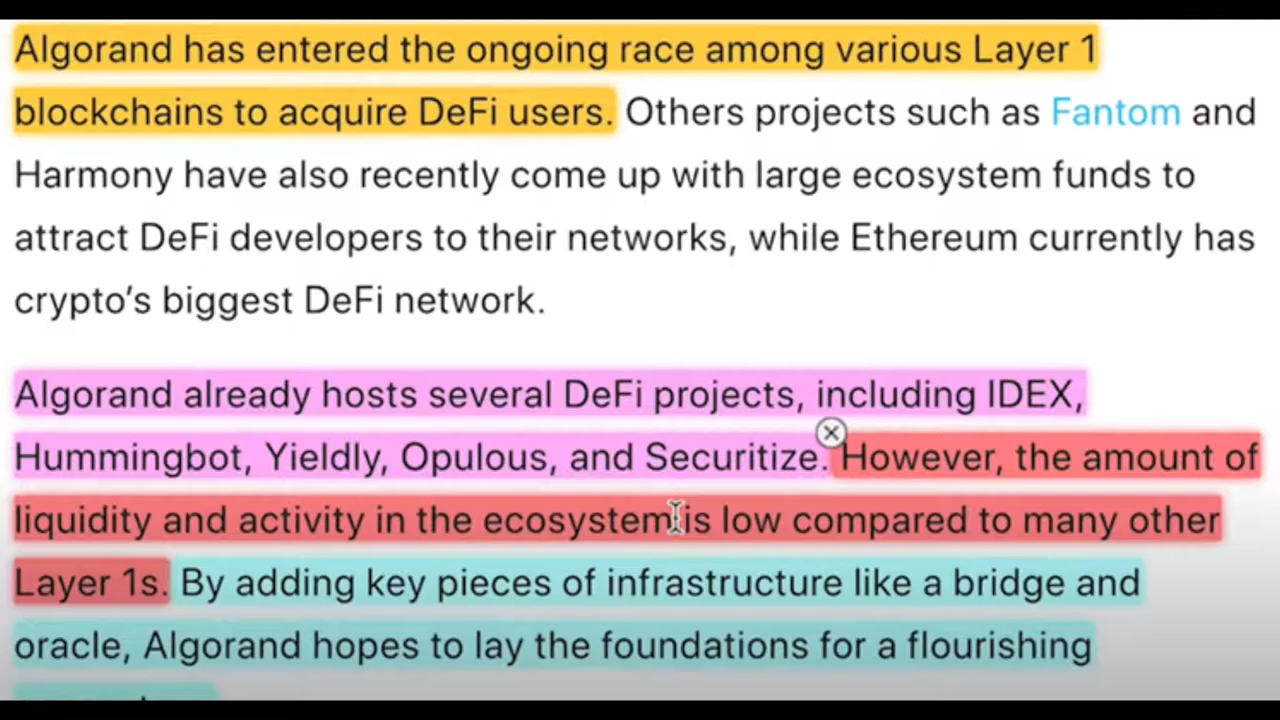 Algorand has entered the ongoing race among various Layer 1
blockchains to acquire DeFi users. Others projects such as Fantom and
Harmony have also recently come up with large ecosystem funds to
attract DeFi developers to their networks, while Ethereum currently has
crypto's biggest DeFi network.
Algorand already hosts several DeFi projects, including IDEX,
Hummingbot, Yieldly, Opulous, and Securitize. However, the amount of
liquidity and activity in the ecosystem is low compared to many other
Layer 1s. By adding key pieces of infrastructure like a bridge and
oracle, Algorand hopes to lay the foundations for a flourishing